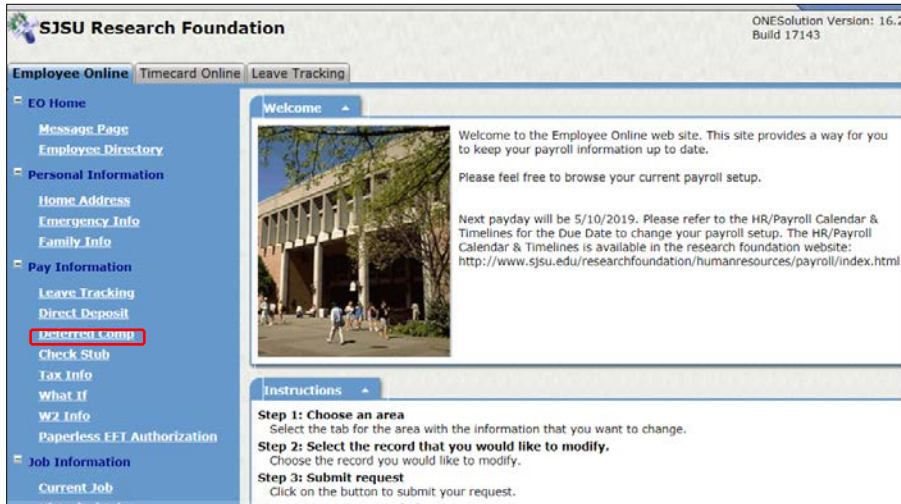 SJSU Research Foundation
ONESolution Version: 16.2
Build 17143
Employee Online Timecard Online Leave Tracking
EO Home
Message Page
Employee Directory
Personal Information
Home Address
Emergency Info
Family Info
Pay Information
Leave Tracking
Direct Deposit
Deferred Comp
Check Stub
Tax Info
What If
W2 Info
Paperless EFT Authorization
Job Information
Current Job
Welcome
Welcome to the Employee Online web site. This site provides a way for you
to keep your payroll information up to date.
Please feel free to browse your current payroll setup.
Next payday will be 5/10/2019. Please refer to the HR/Payroll Calendar &
Timelines for the Due Date to change your payroll setup. The HR/Payroll
Calendar & Timelines is available in the research foundation website:
http://www.sjsu.edu/researchfoundation/humanresources/payroll/index.html
Instructions
Step 1: Choose an area
Select the tab for the area with the information that you want to change.
Step 2: Select the record that you would like to modify.
Choose the record you would like to modify.
Step 3: Submit request
Click on the button to submit your request.